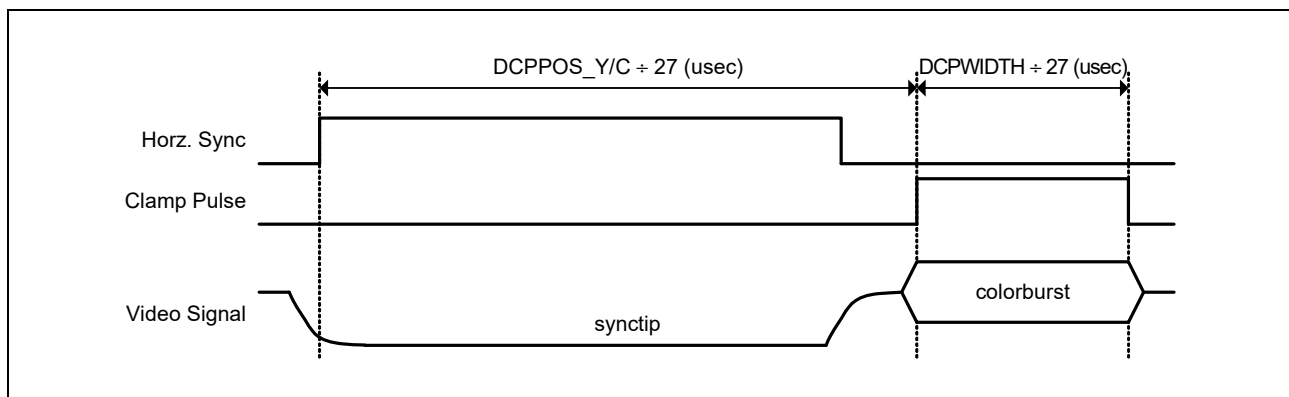 DCPPOS_Y/C ÷ 27 (usec)
DCPWIDTH ÷ 27 (usec)
Horz. Sync
Clamp Pulse
Video Signal
synctip
colorburst